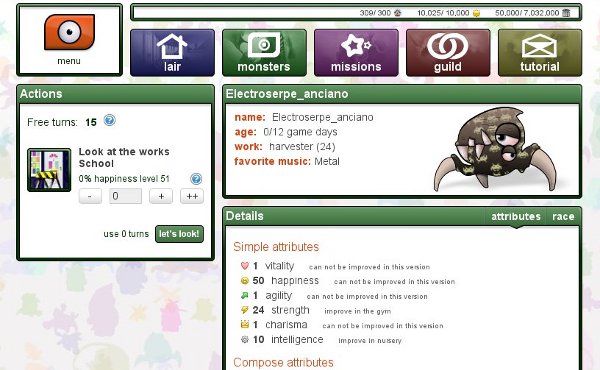 309/ 300 10,025/ 10,000 50,000/ 7,032,000
menu
lair
monsters
missions
guild
tutorial
Actions
Free turns: 15
Look at the works School
0% happiness level 51
- 0 + ++
use 0 turns let's look!
Electroserpe_anciano
name: Electroserpe_anciano
age: 0/12 game days
work: harvester (24)
favorite music: Metal
Details attributes race
Simple attributes
1 vitality can not be improved in this version
50 happiness can not be improved in this version
1 agility can not be improved in this version
24 strength improve in the gym
1 charisma can not be improved in this version
10 intelligence improve in nursery
Compose attributes